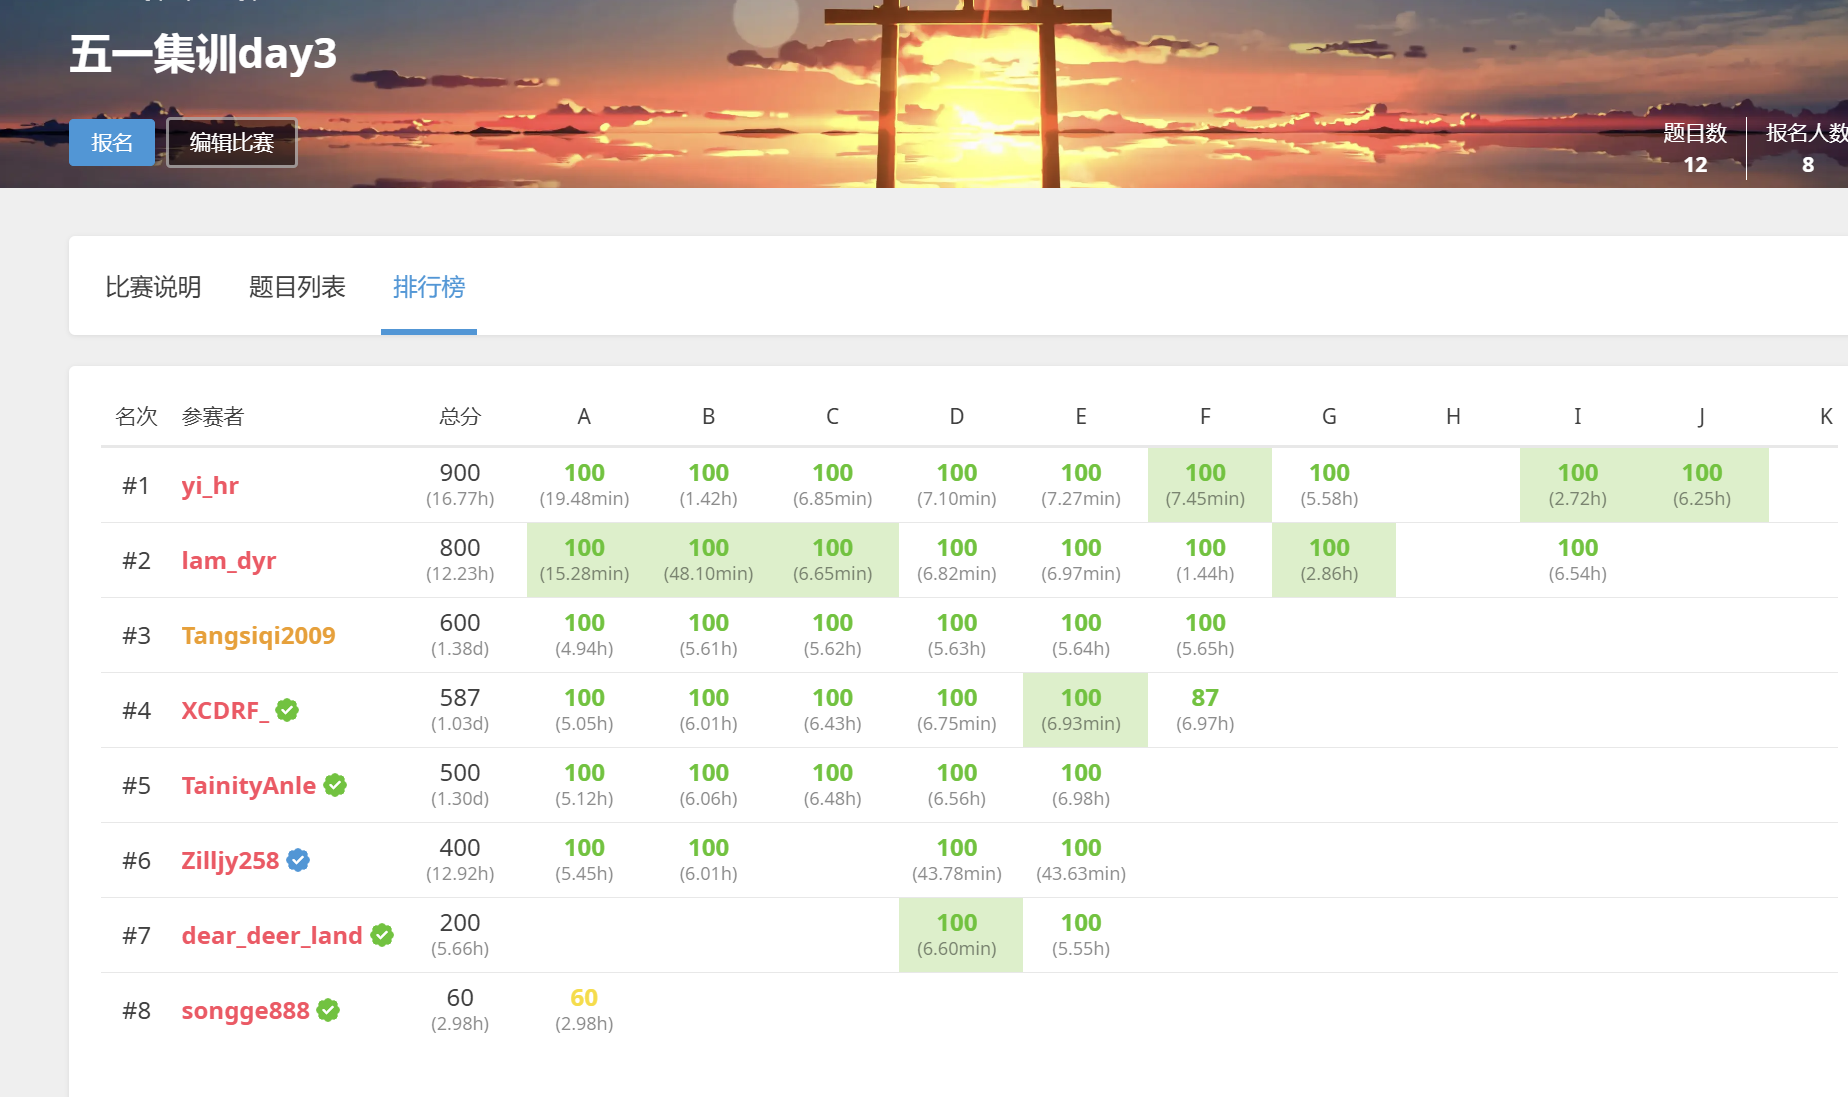 五一集训day3
报名 编辑比赛
题目数 报名人数
12 8
比赛说明 题目列表 排行榜
名次 参赛者 总分 A B C D E F G H I J K
#1 yi_hr 900 100 100 100 100 100 100 100 100 100
(16.77h) (19.48min) (1.42h) (6.85min) (7.10min) (7.27min) (7.45min) (5.58h) (2.72h) (6.25h)
#2 lam_dyr 800 100 100 100 100 100 100 100 100
(12.23h) (15.28min) (48.10min) (6.65min) (6.82min) (6.97min) (1.44h) (2.86h) (6.54h)
#3 Tangsiqi2009 600 100 100 100 100 100 100
(1.38d) (4.94h) (5.61h) (5.62h) (5.63h) (5.64h) (5.65h)
#4 XCDRF_ 587 100 100 100 100 100 87
(1.03d) (5.05h) (6.01h) (6.43h) (6.75min) (6.93min) (6.97h)
#5 TainityAnle 500 100 100 100 100 100
(1.30d) (5.12h) (6.06h) (6.48h) (6.56h) (6.98h)
#6 Zilljy258 400 100 100 100 100
(12.92h) (5.45h) (6.01h) (43.78min) (43.63min)
#7 dear_deer_land 200 100 100
(5.66h) (6.60min) (5.55h)
#8 songge888 60 60
(2.98h) (2.98h)